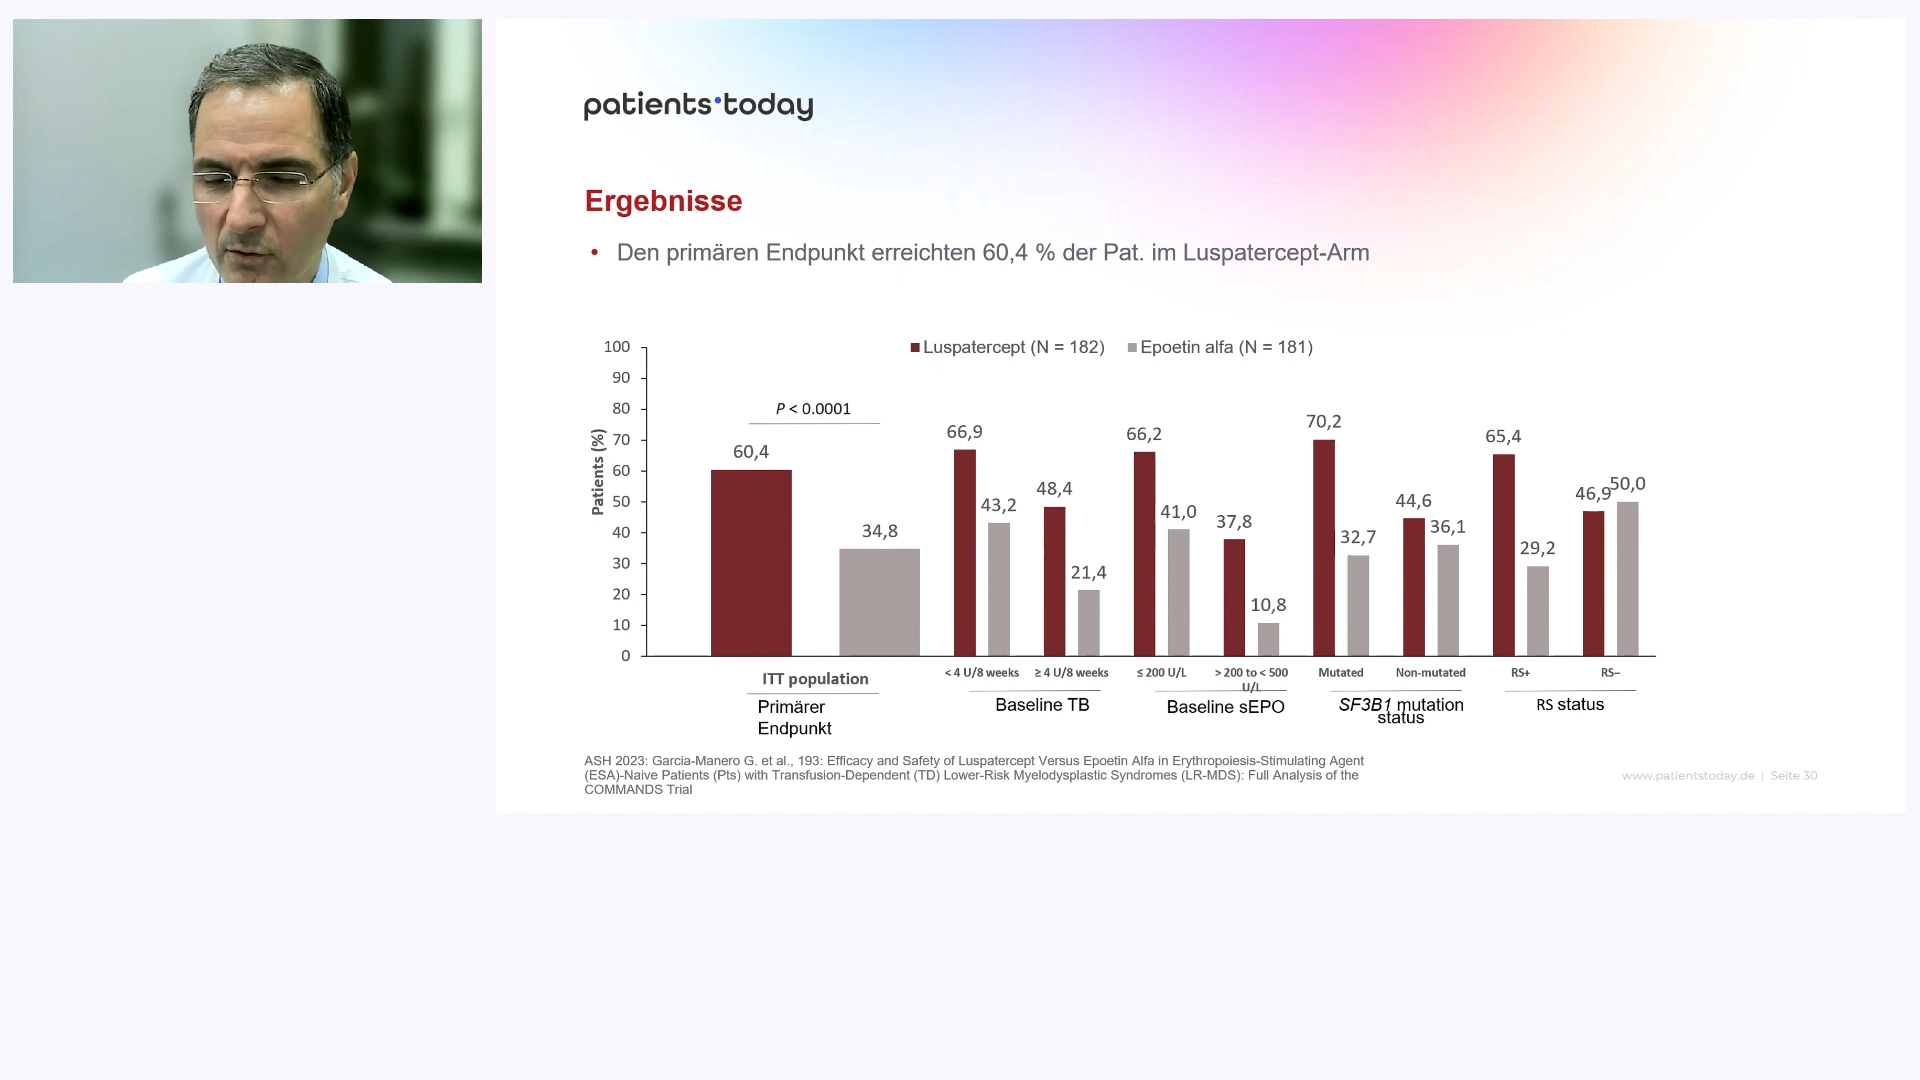 patients•today
Ergebnisse
• Den primären Endpunkt erreichten 60,4 % der Pat. im Luspatercept-Arm
Luspatercept (N = 182) Epoetin alfa (N = 181)
Patients (%)
100
90
80
70
60
50
40
30
20
10
0
P < 0.0001
60,4
34,8
66,9
43,2
48,4
21,4
66,2
41,0
37,8
10,8
70,2
32,7
44,6
36,1
65,4
29,2
46,9
50,0
ITT population
Primärer
Endpunkt
< 4 U/8 weeks ≥ 4 U/8 weeks
Baseline TB
≤ 200 U/L > 200 to < 500
U/L
Baseline sEPO
Mutated Non-mutated
SF3B1 mutation
status
RS+ RS–
RS status
ASH 2023: Garcia-Manero G. et al., 193: Efficacy and Safety of Luspatercept Versus Epoetin Alfa in Erythropoiesis-Stimulating Agent
(ESA)-Naive Patients (Pts) with Transfusion-Dependent (TD) Lower-Risk Myelodysplastic Syndromes (LR-MDS): Full Analysis of the
COMMANDS Trial
www.patientstoday.de | Seite 30